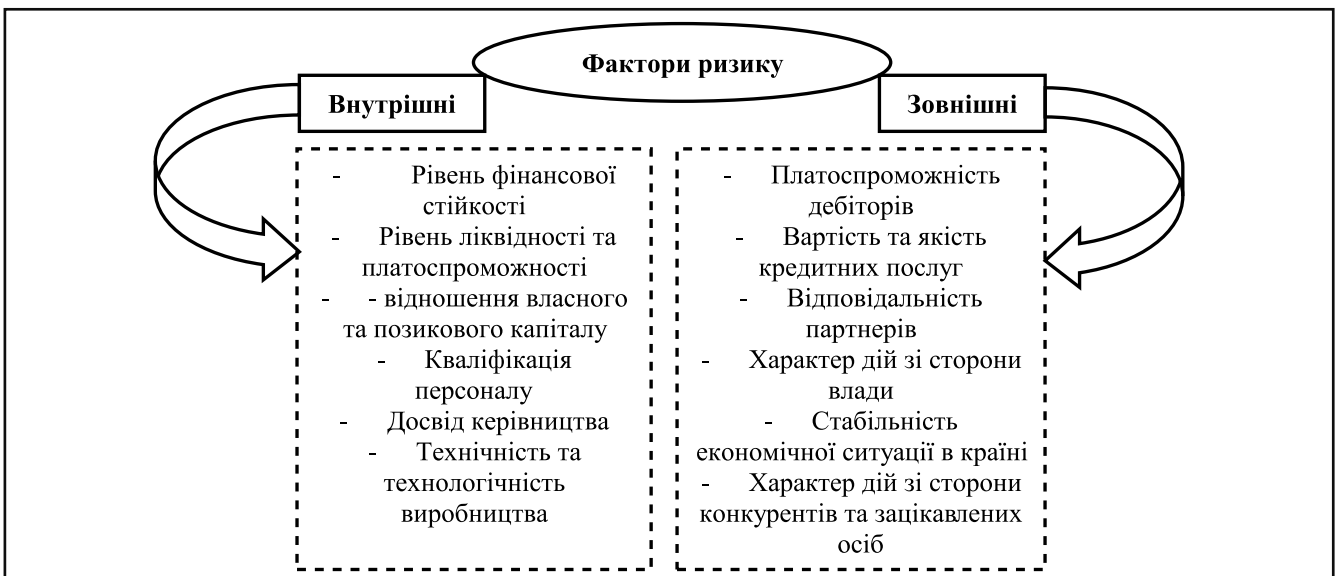 Фактори ризику
Внутрішні
Зовнішні
- Рівень фінансової
стійкості
- Рівень ліквідності та
платоспроможності
- - відношення власного
та позикового капіталу
- Кваліфікація
персоналу
- Досвід керівництва
- Технічність та
технологічність
виробництва
- Платоспроможність
дебіторів
- Вартість та якість
кредитних послуг
- Відповідальність
партнерів
- Характер дій зі сторони
влади
- Стабільність
економічної ситуації в країні
- Характер дій зі сторони
конкурентів та зацікавлених
осіб